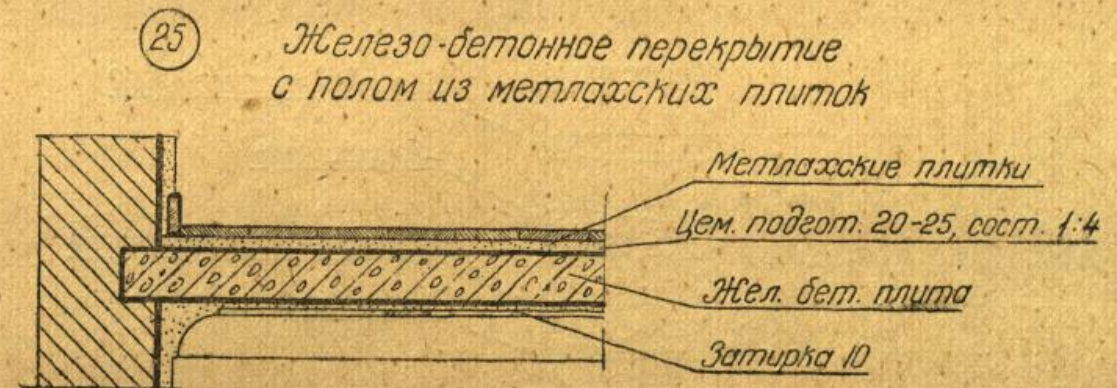 25
Железо-бетонное перекрытие
с полом из метлахских плиток
Метлахские плитки
Цем. подгот. 20-25, сост. 1:4
Жел. бет. плита
Затирка 10